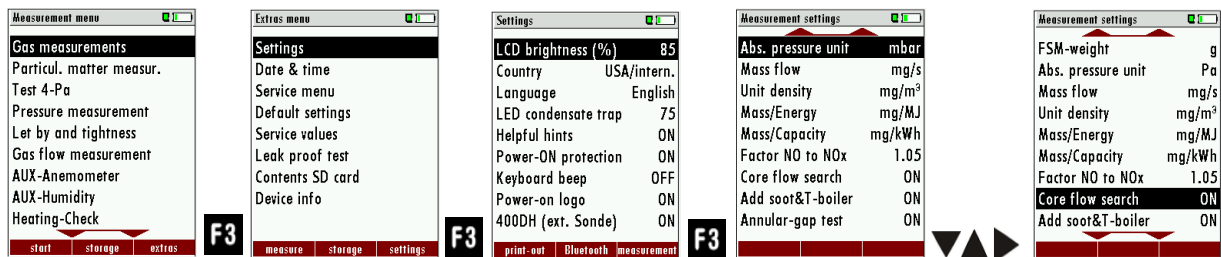 Measurement menu
Gas measurements
Particul. matter measur.
Test 4-Pa
Pressure measurement
Let by and tightness
Gas flow measurement
AUX-Anemometer
AUX-Humidity
Heating-Check
start storage extras
F3
Extras menu
Settings
Date & time
Service menu
Default settings
Service values
Leak proof test
Contents SD card
Device info
measure storage settings
F3
Settings
LCD brightness (%) 85
Country USA/intern.
Language English
LED condensate trap 75
Helpful hints ON
Power-ON protection ON
Keyboard beep OFF
Power-on logo ON
400DH (ext. Sonde) ON
print-out Bluetooth measurement
F3
Measurement settings
Abs. pressure unit mbar
Mass flow mg/s
Unit density mg/m³
Mass/Energy mg/MJ
Mass/Capacity mg/kWh
Factor NO to NOx 1.05
Core flow search ON
Add soot&T-boiler ON
Annular-gap test ON
Measurement settings
FSM-weight g
Abs. pressure unit Pa
Mass flow mg/s
Unit density mg/m³
Mass/Energy mg/MJ
Mass/Capacity mg/kWh
Factor NO to NOx 1.05
Core flow search ON
Add soot&T-boiler ON